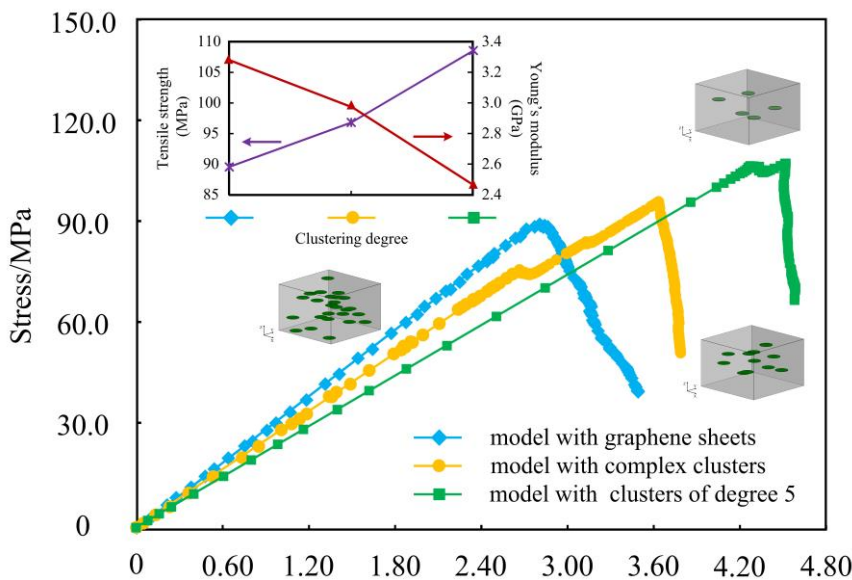 150.0
120.0
90.0
60.0
30.0
0
Stress/MPa
110
105
100
95
90
85
Tensile strength
(MPa)
3.4
3.2
3.0
2.8
2.6
2.4
Young's modulus
(GPa)
Clustering degree
model with graphene sheets
model with complex clusters
model with clusters of degree 5
0 0.60 1.20 1.80 2.40 3.00 3.60 4.20 4.80